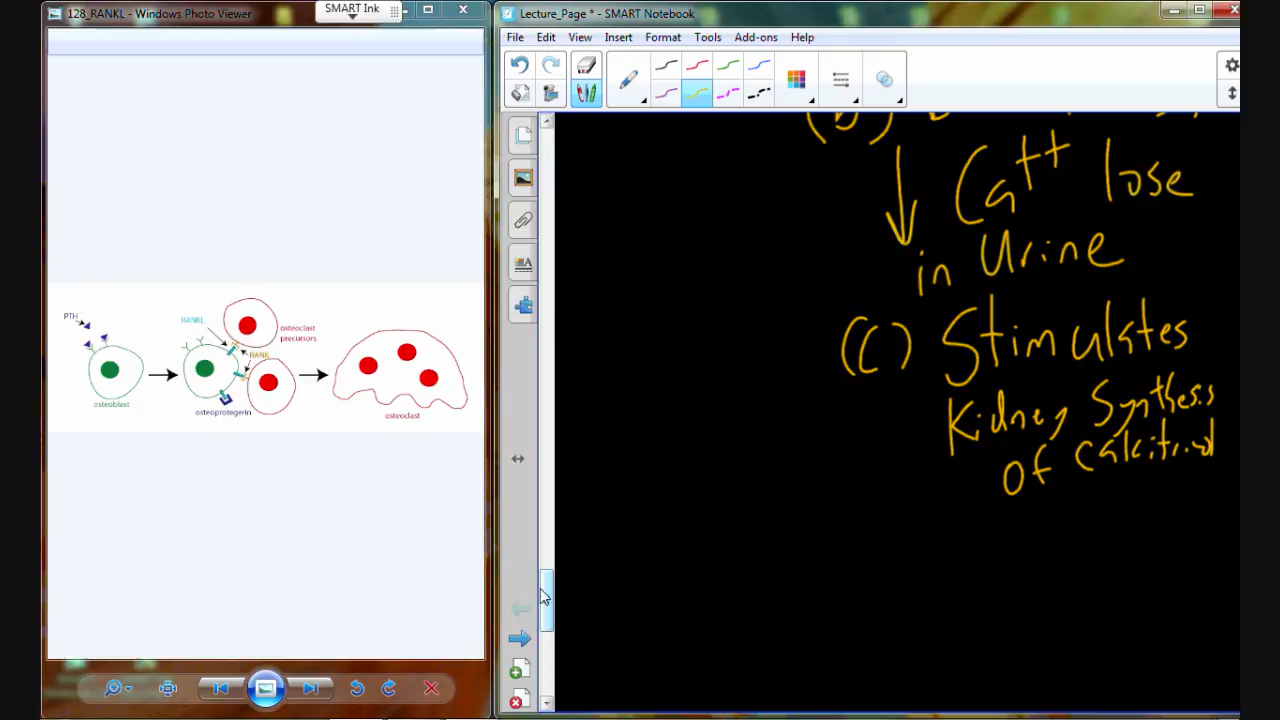 128_RANKL - Windows Photo Viewer
SMART Ink
Lecture_Page * - SMART Notebook
File Edit View Insert Format Tools Add-ons Help
PTH
osteoblast
RANKL
osteoclast
precursors
RANK
osteoprotegerin
osteoclast
(b)
↓ Ca++ lose
in Urine
(C) Stimulates
Kidney Synthesis
Of Calcitriol